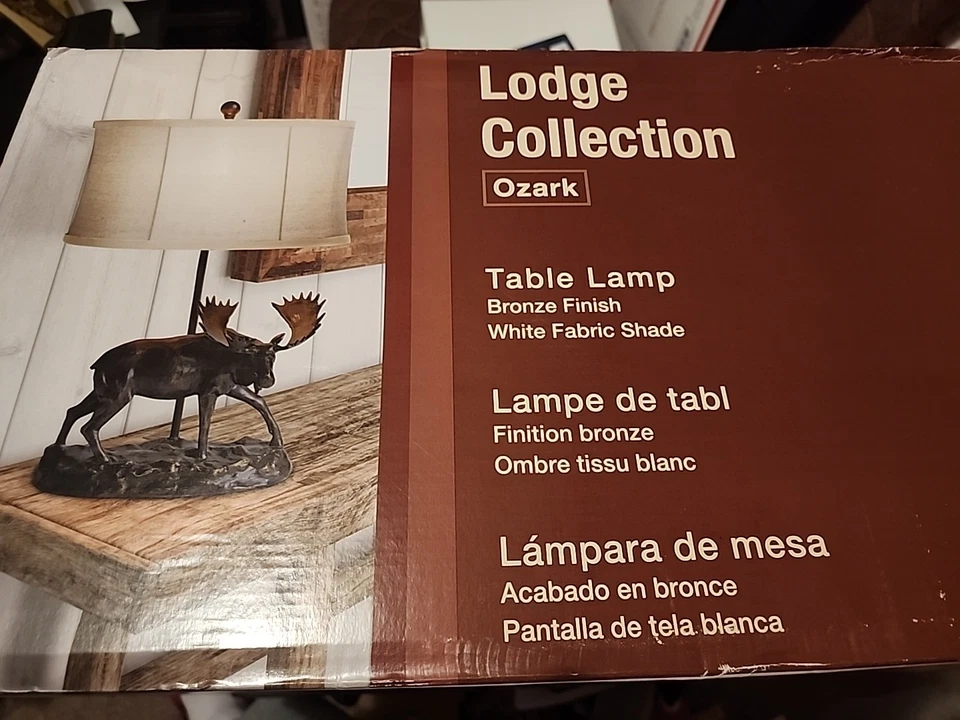 Lodge
Collection
Ozark
Table Lamp
Bronze Finish
White Fabric Shade
Lampe de tabl
Finition bronze
Ombre tissu blanc
Lámpara de mesa
Acabado en bronce
Pantalla de tela blanca